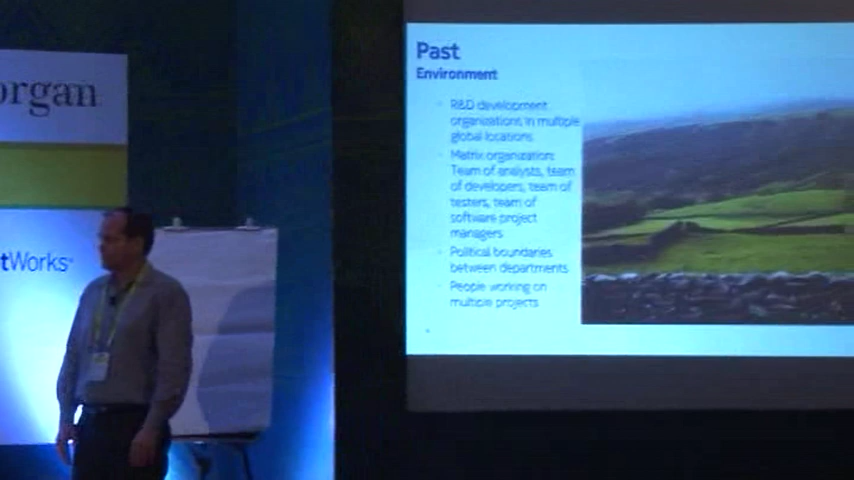 organ
tWorks
Past
Environment
R&D development
organizations in multiple
global locations
Matrix organization:
Team of analysts, team
of developers, team of
testers, team of
software project
managers
Political boundaries
between departments
People working on
multiple projects